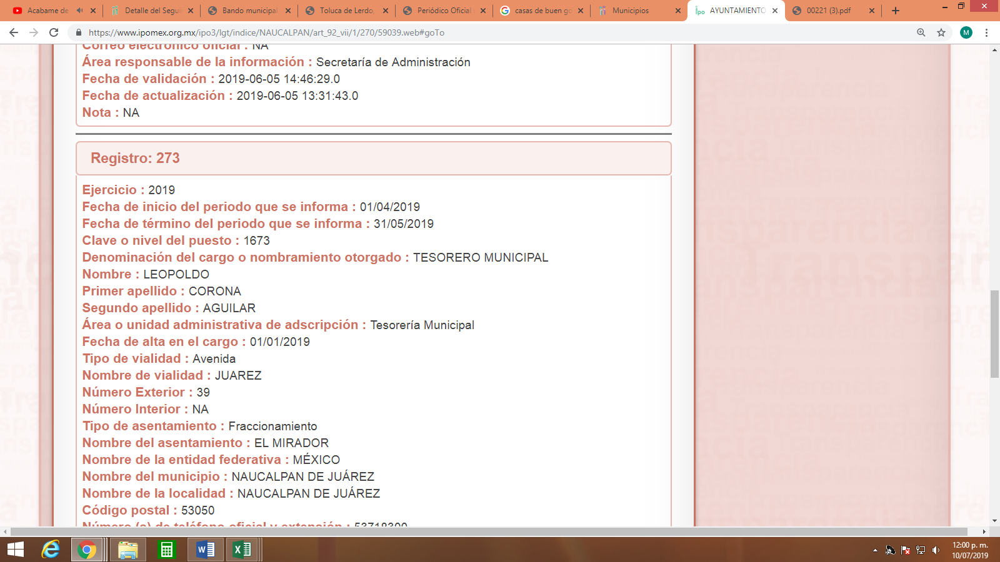 Acabame de
Detalle del Segui
Bando municipal
Toluca de Lerdo,
Periódico Oficial
casas de buen go
Municipios
AYUNTAMIENTO
00221 (3).pdf
https://www.ipomex.org.mx/ipo3/lgt/indice/NAUCALPAN/art_92_vii/1/270/59039.web#goTo
M
Correo electrónico oficial : NA
Área responsable de la información : Secretaría de Administración
Fecha de validación : 2019-06-05 14:46:29.0
Fecha de actualización : 2019-06-05 13:31:43.0
Nota : NA
Registro: 273
Ejercicio : 2019
Fecha de inicio del periodo que se informa : 01/04/2019
Fecha de término del periodo que se informa : 31/05/2019
Clave o nivel del puesto : 1673
Denominación del cargo o nombramiento otorgado : TESORERO MUNICIPAL
Nombre : LEOPOLDO
Primer apellido : CORONA
Segundo apellido : AGUILAR
Área o unidad administrativa de adscripción : Tesorería Municipal
Fecha de alta en el cargo : 01/01/2019
Tipo de vialidad : Avenida
Nombre de vialidad : JUAREZ
Número Exterior : 39
Número Interior : NA
Tipo de asentamiento : Fraccionamiento
Nombre del asentamiento : EL MIRADOR
Nombre de la entidad federativa : MÉXICO
Nombre del municipio : NAUCALPAN DE JUÁREZ
Nombre de la localidad : NAUCALPAN DE JUÁREZ
Código postal : 53050
Número (s) de teléfono oficial y extensión : 53718300
12:00 p. m.
10/07/2019